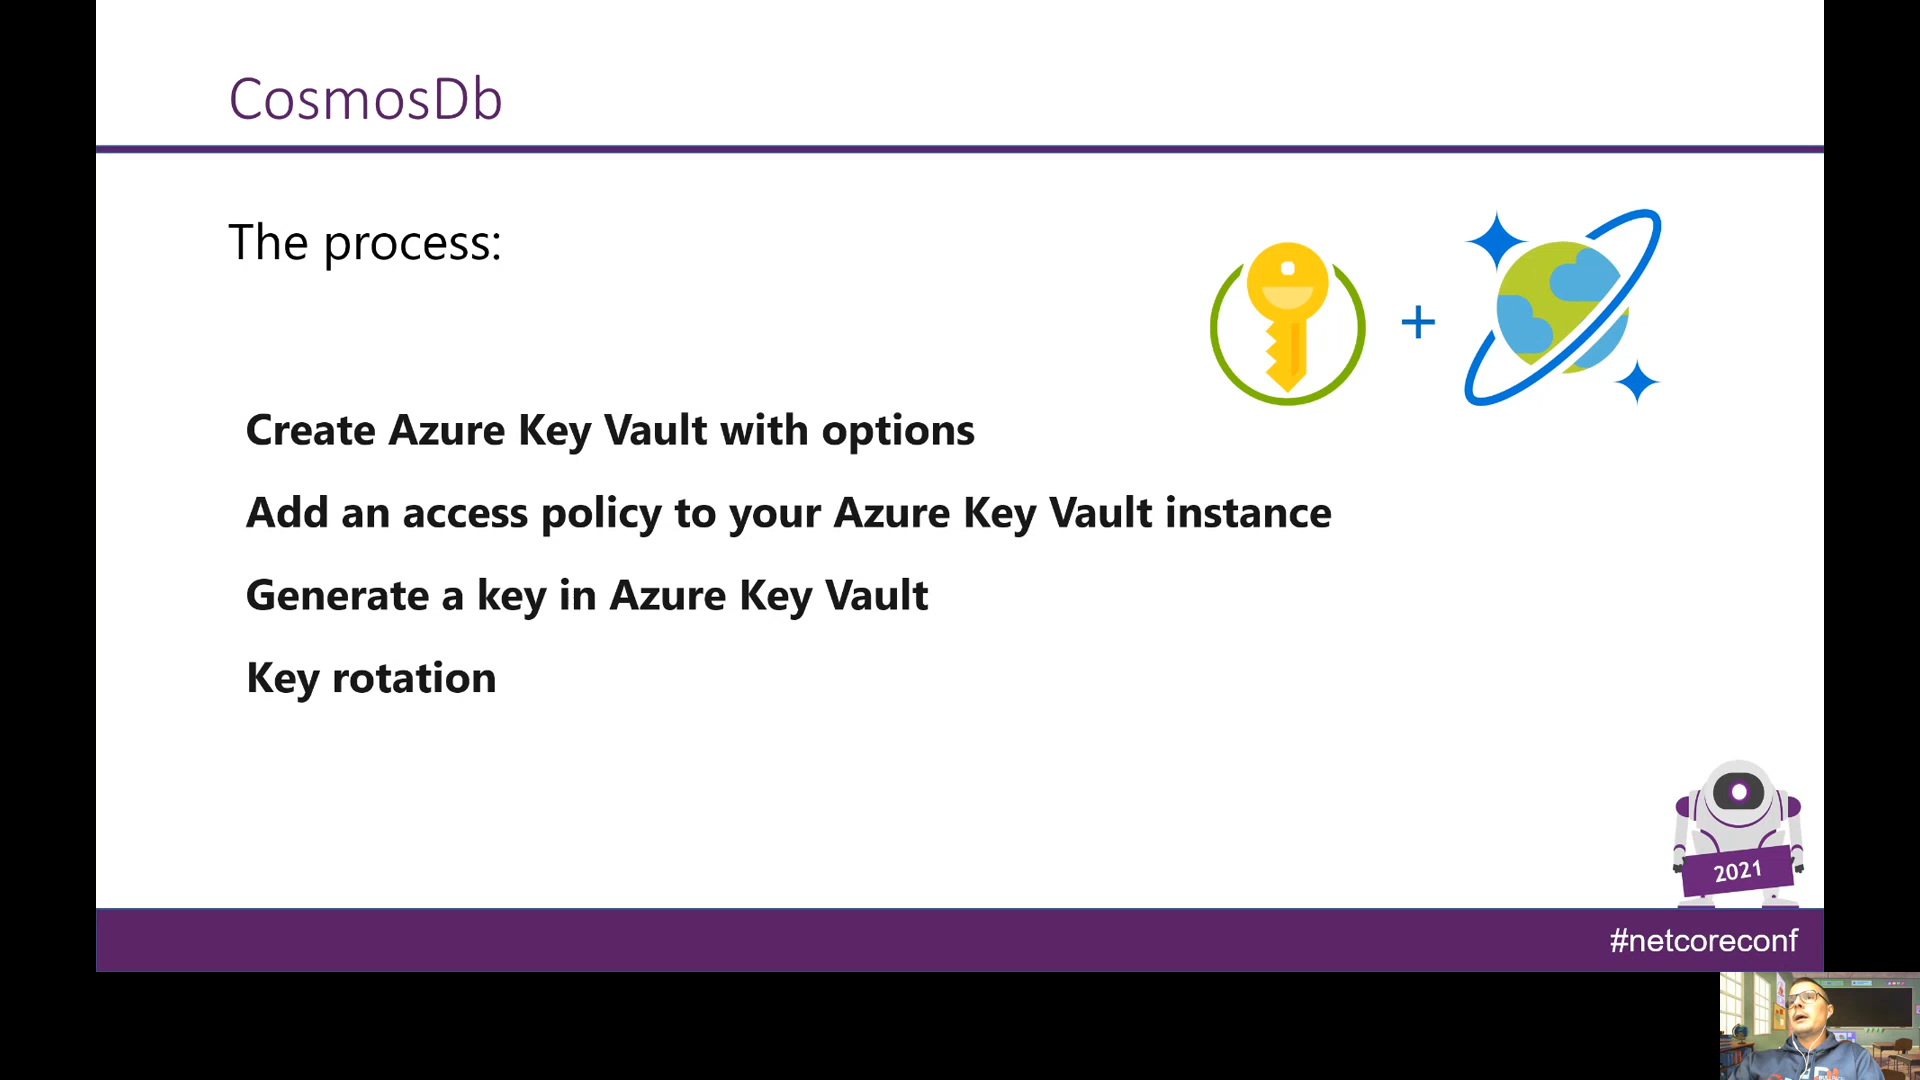 CosmosDb
The process:
Create Azure Key Vault with options
Add an access policy to your Azure Key Vault instance
Generate a key in Azure Key Vault
Key rotation
2021
#netcoreconf